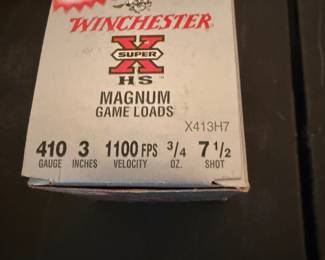 WINCHESTER
X
SUPER
HS
MAGNUM
GAME LOADS
X413H7
410 3 1100 FPS 3/4 7 1/2
GAUGE INCHES VELOCITY OZ. SHOT